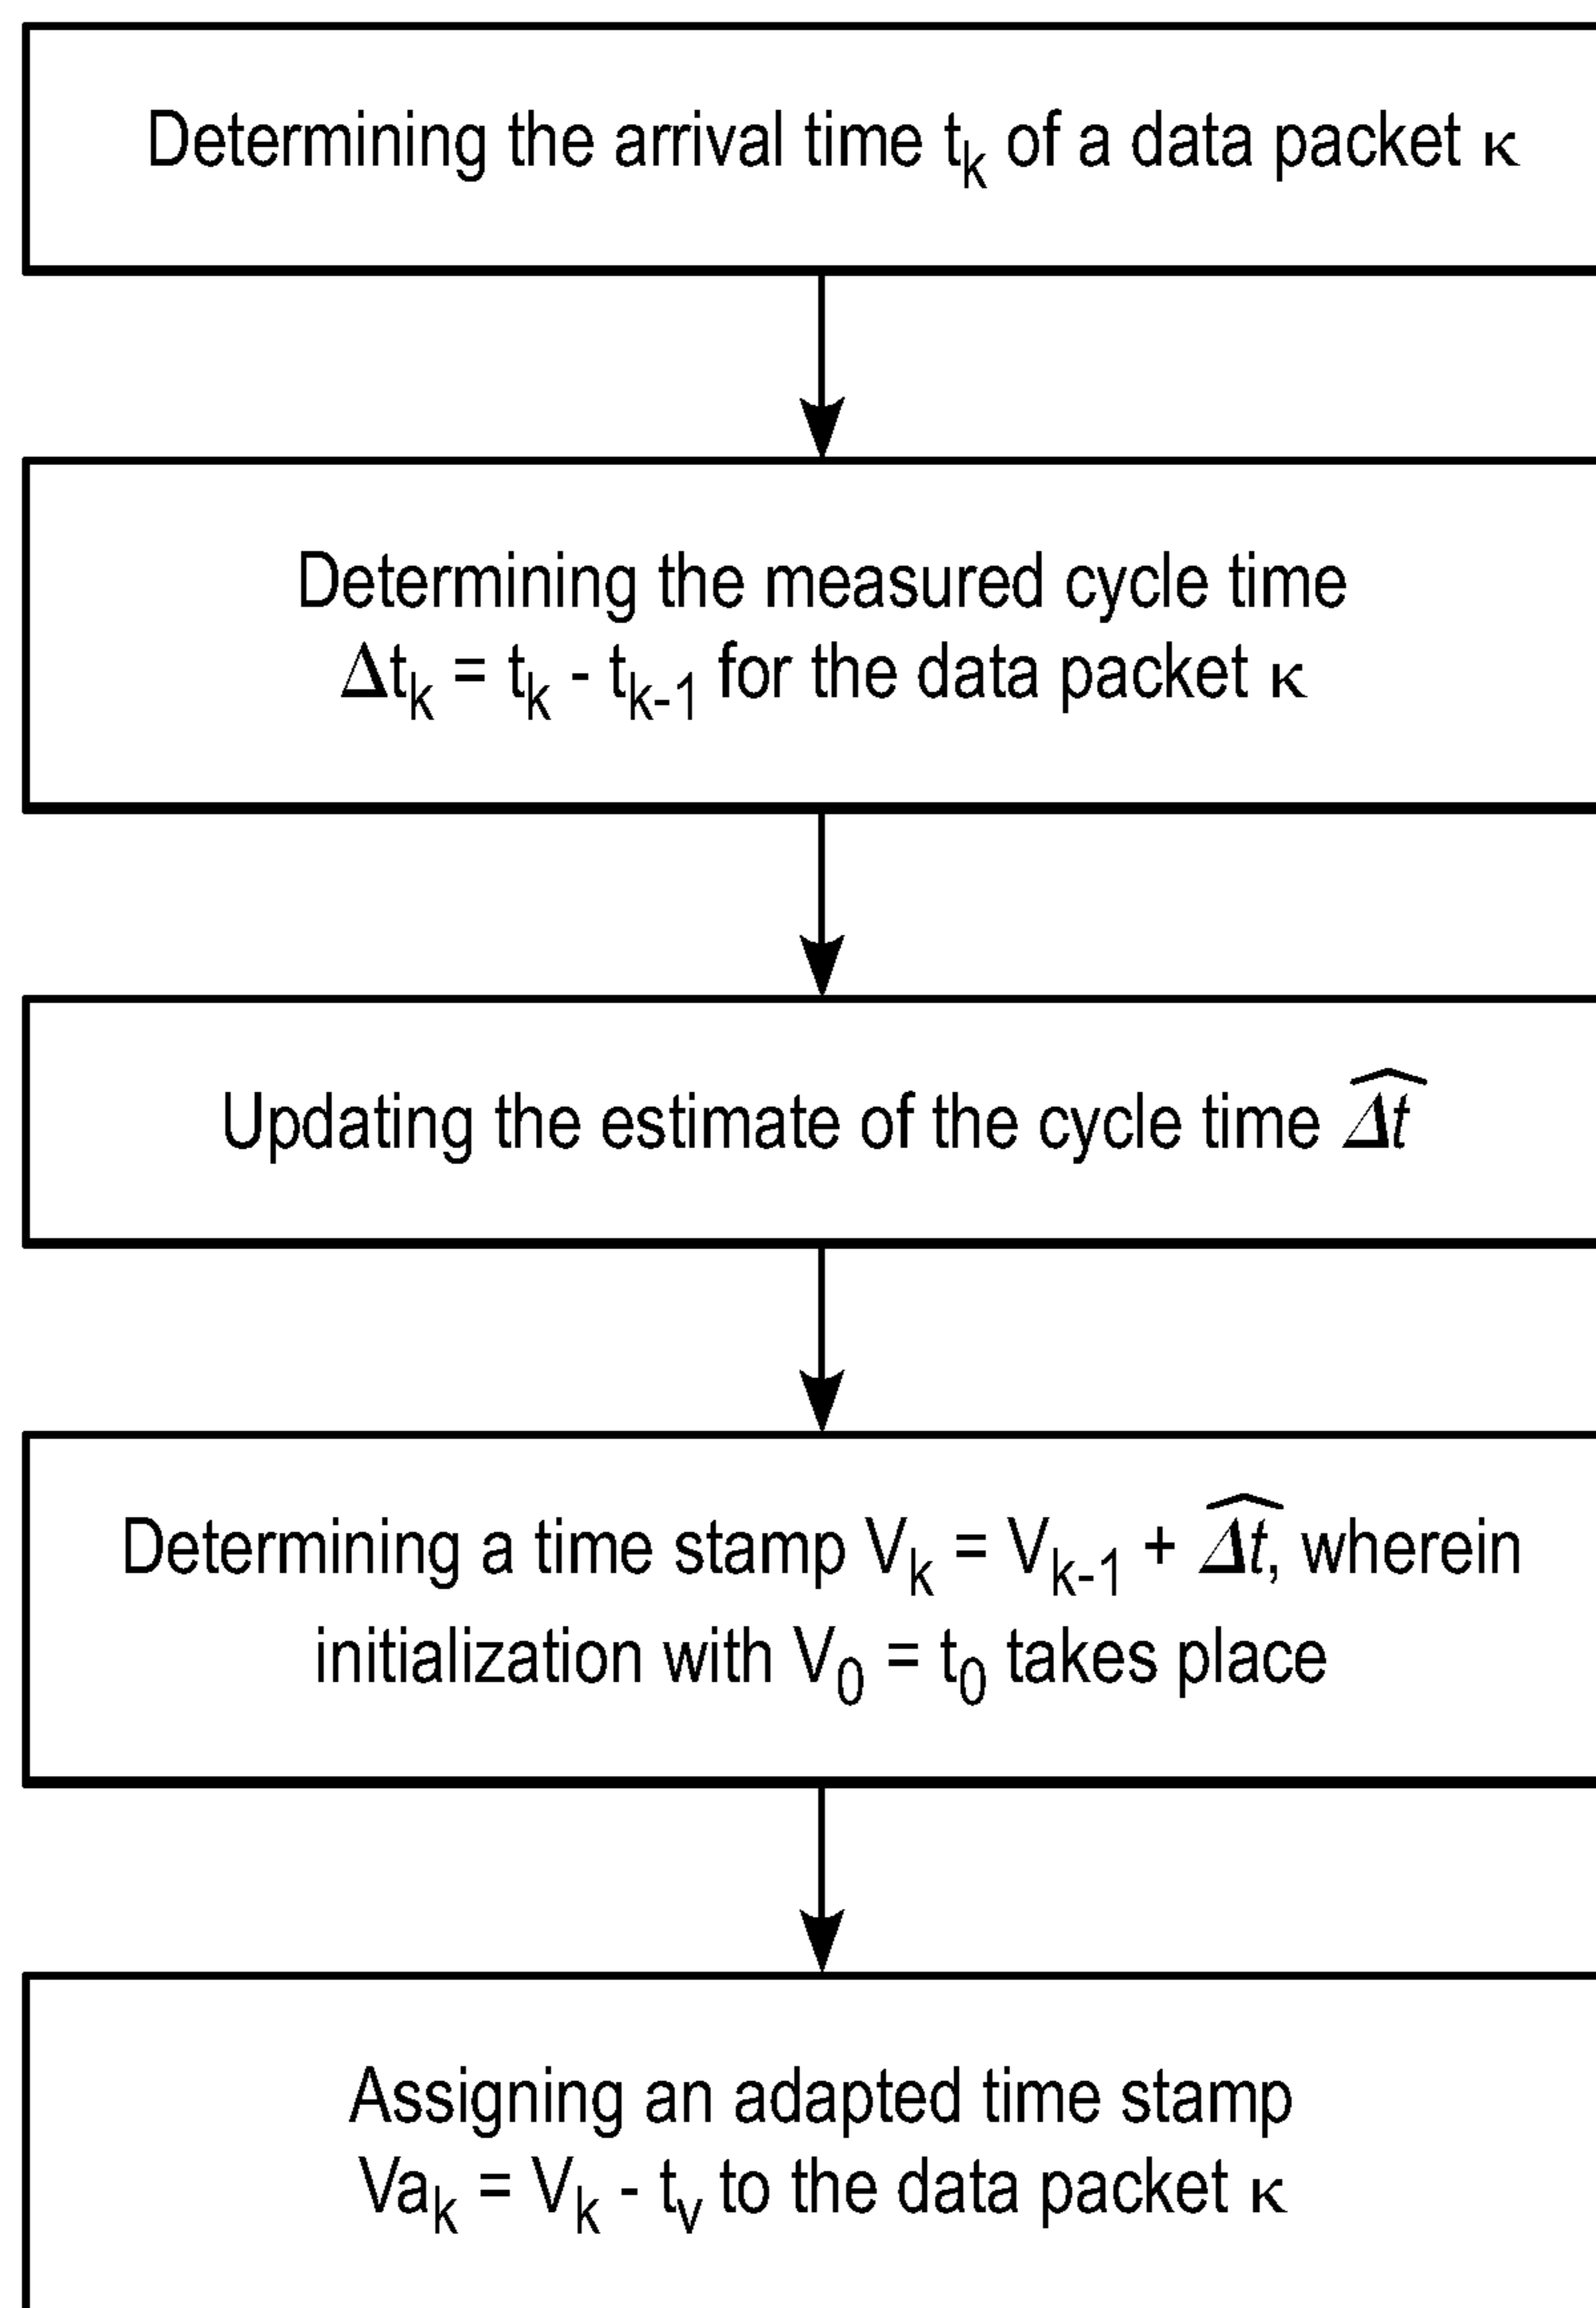 Determining the arrival time tₖ of a data packet κ
Determining the measured cycle time
Δtₖ = tₖ - tₖ₋₁ for the data packet κ
Updating the estimate of the cycle time \widehat{Δt}
Determining a time stamp Vₖ = Vₖ₋₁ + \widehat{Δt}, wherein
initialization with V₀ = t₀ takes place
Assigning an adapted time stamp
Vaₖ = Vₖ - tᵥ to the data packet κ